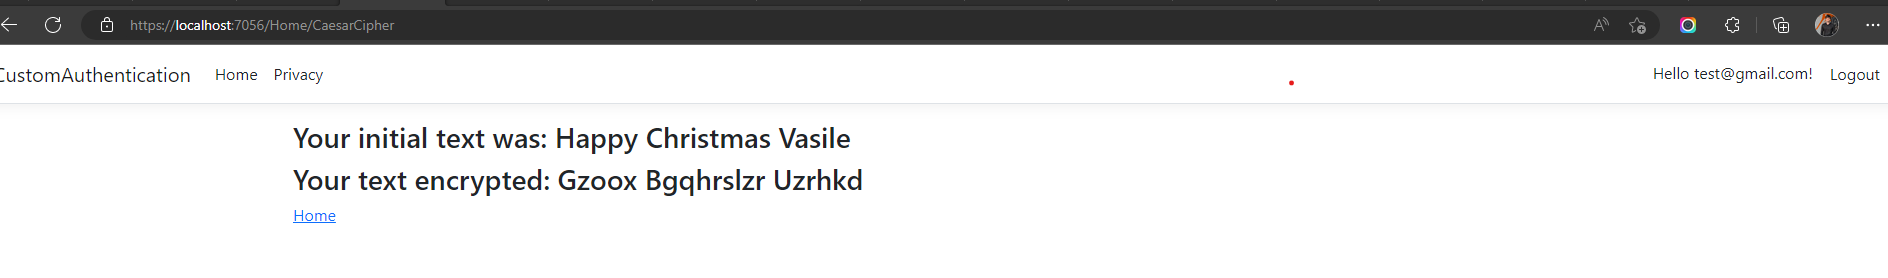 https://localhost:7056/Home/CaesarCipher
CustomAuthentication Home Privacy Hello test@gmail.com! Logout
Your initial text was: Happy Christmas Vasile
Your text encrypted: Gzoox Bgqhrslzr Uzrhkd
Home